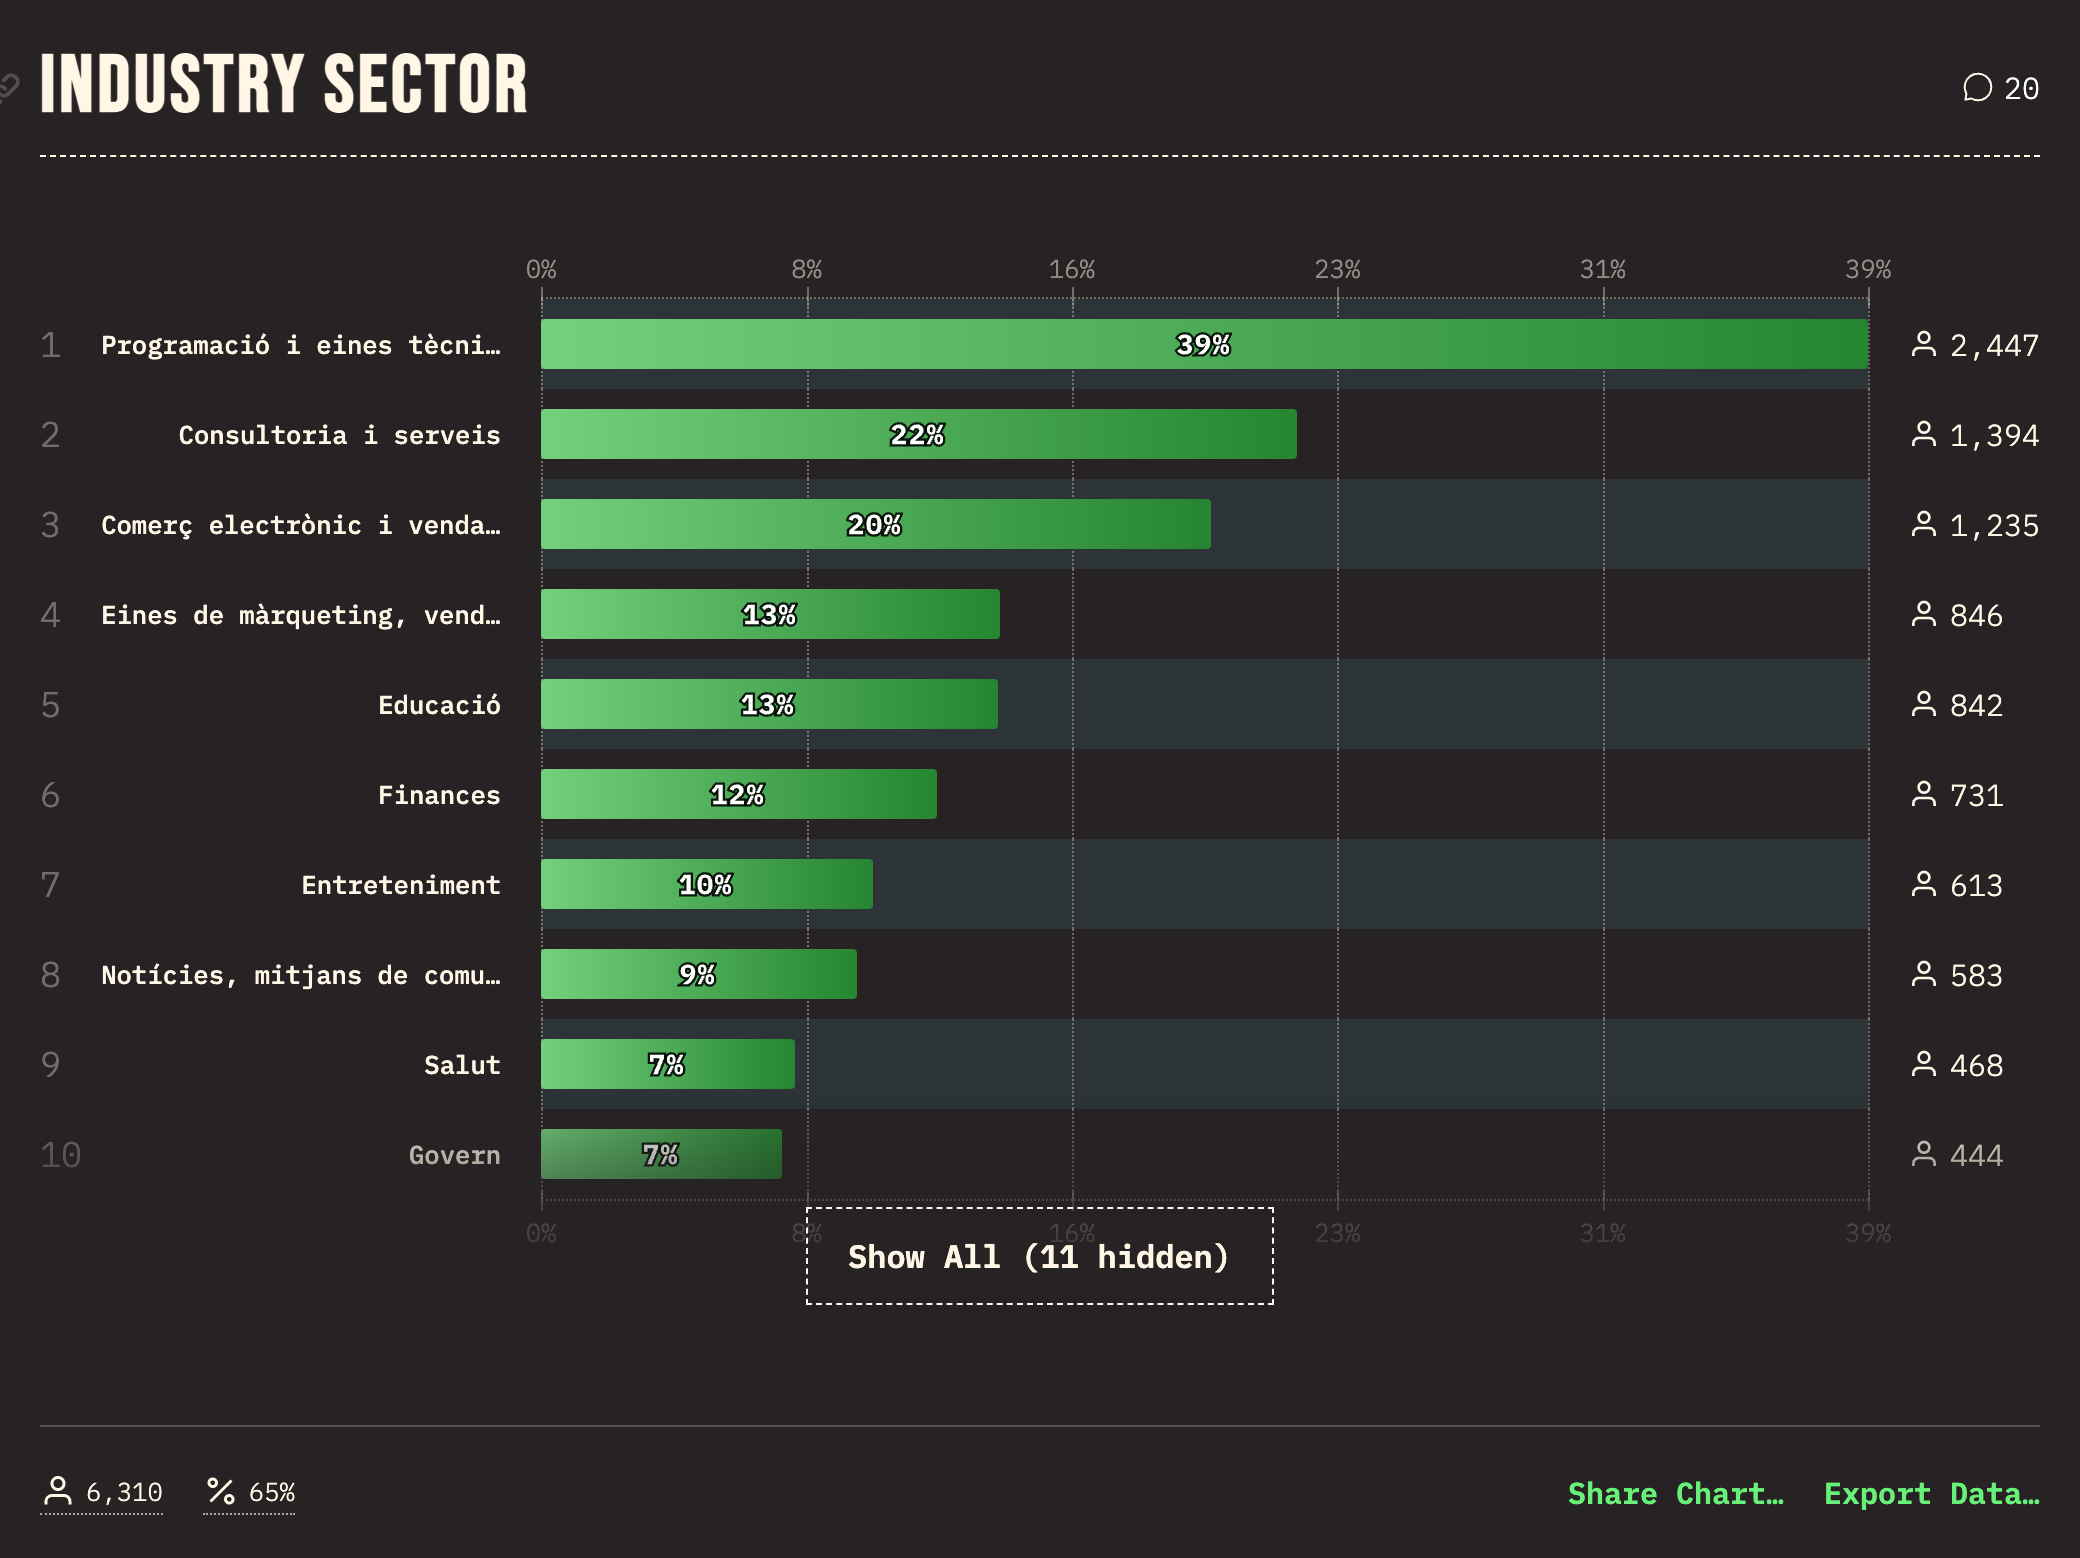 INDUSTRY SECTOR
20
0% 8% 16% 23% 31% 39%
1 Programació i eines tècni… 39% 2,447
2 Consultoria i serveis 22% 1,394
3 Comerç electrònic i venda… 20% 1,235
4 Eines de màrqueting, vend… 13% 846
5 Educació 13% 842
6 Finances 12% 731
7 Entreteniment 10% 613
8 Notícies, mitjans de comu… 9% 583
9 Salut 7% 468
10 Govern 7% 444
0% 8% 16% 23% 31% 39%
Show All (11 hidden)
6,310 % 65% Share Chart… Export Data…